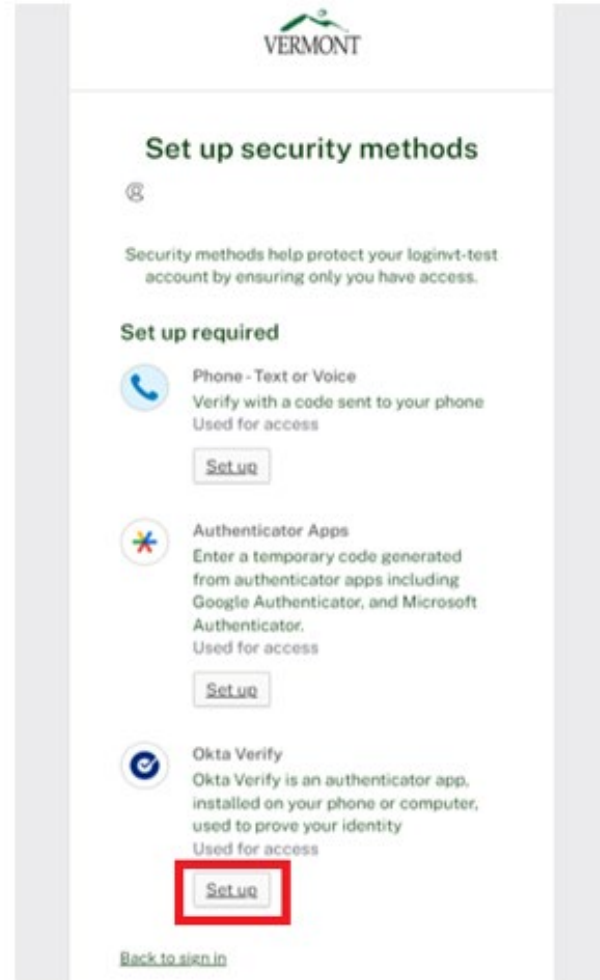 VERMONT
Set up security methods
Security methods help protect your loginvt-test
account by ensuring only you have access.
Set up required
Phone - Text or Voice
Verify with a code sent to your phone
Used for access
Set up
Authenticator Apps
Enter a temporary code generated
from authenticator apps including
Google Authenticator, and Microsoft
Authenticator.
Used for access
Set up
Okta Verify
Okta Verify is an authenticator app,
installed on your phone or computer,
used to prove your identity
Used for access
Set up
Back to sign in